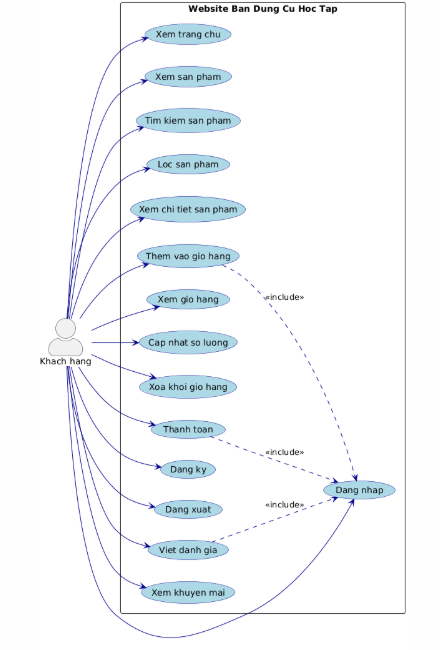 Website Ban Dung Cu Hoc Tap
Xem trang chu
Xem san pham
Tim kiem san pham
Loc san pham
Xem chi tiet san pham
Them vao gio hang
«include»
Xem gio hang
Khach hang
Cap nhat so luong
Xoa khoi gio hang
Thanh toan
«include»
Dang ky
Dang nhap
«include»
Dang xuat
Viet danh gia
Xem khuyen mai